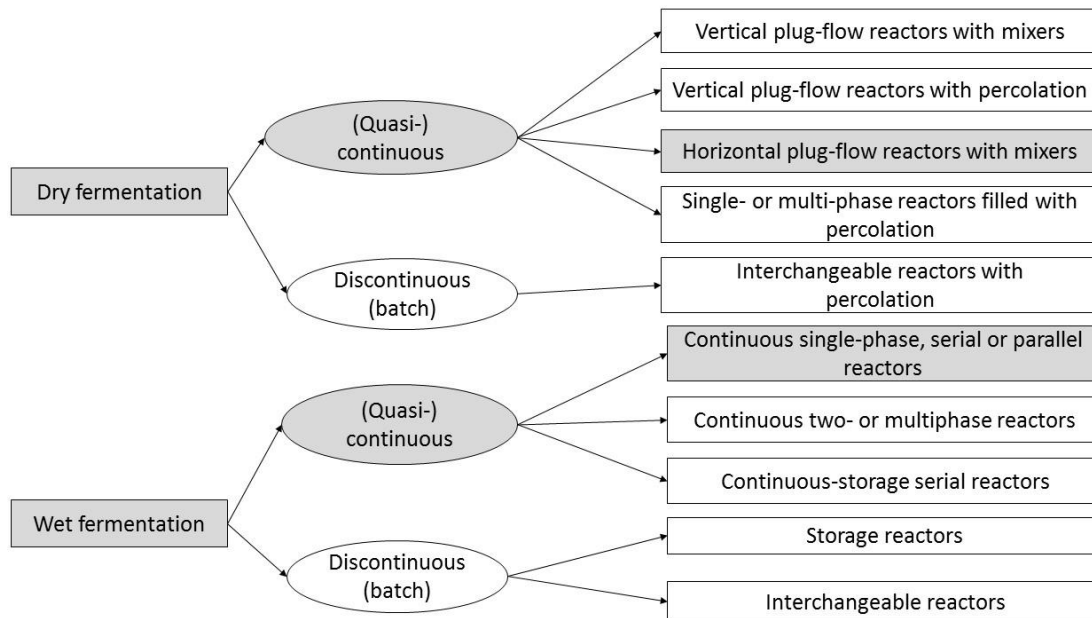 Vertical plug-flow reactors with mixers
Vertical plug-flow reactors with percolation
(Quasi-)
continuous
Horizontal plug-flow reactors with mixers
Dry fermentation
Single- or multi-phase reactors filled with
percolation
Discontinuous
(batch)
Interchangeable reactors with
percolation
Continuous single-phase, serial or parallel
reactors
(Quasi-)
continuous
Continuous two- or multiphase reactors
Continuous-storage serial reactors
Wet fermentation
Storage reactors
Discontinuous
(batch)
Interchangeable reactors